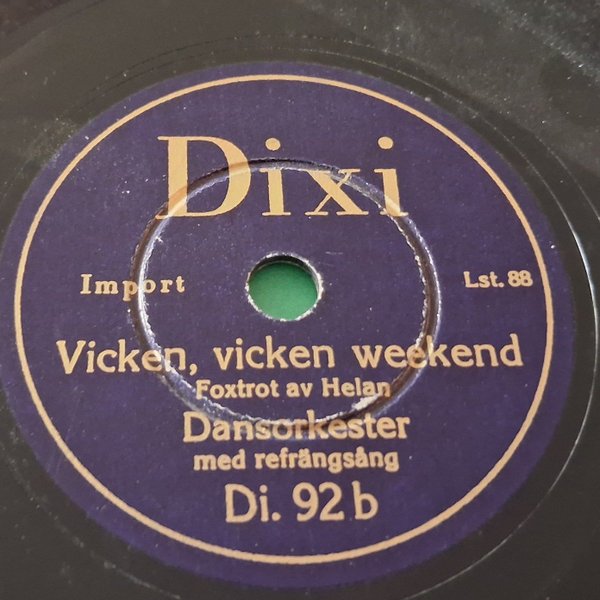 Dixi
Import
Lst. 88
Vicken, vicken weekend
Foxtrot av Helan
Dansorkester
med refrängsång
Di. 92 b